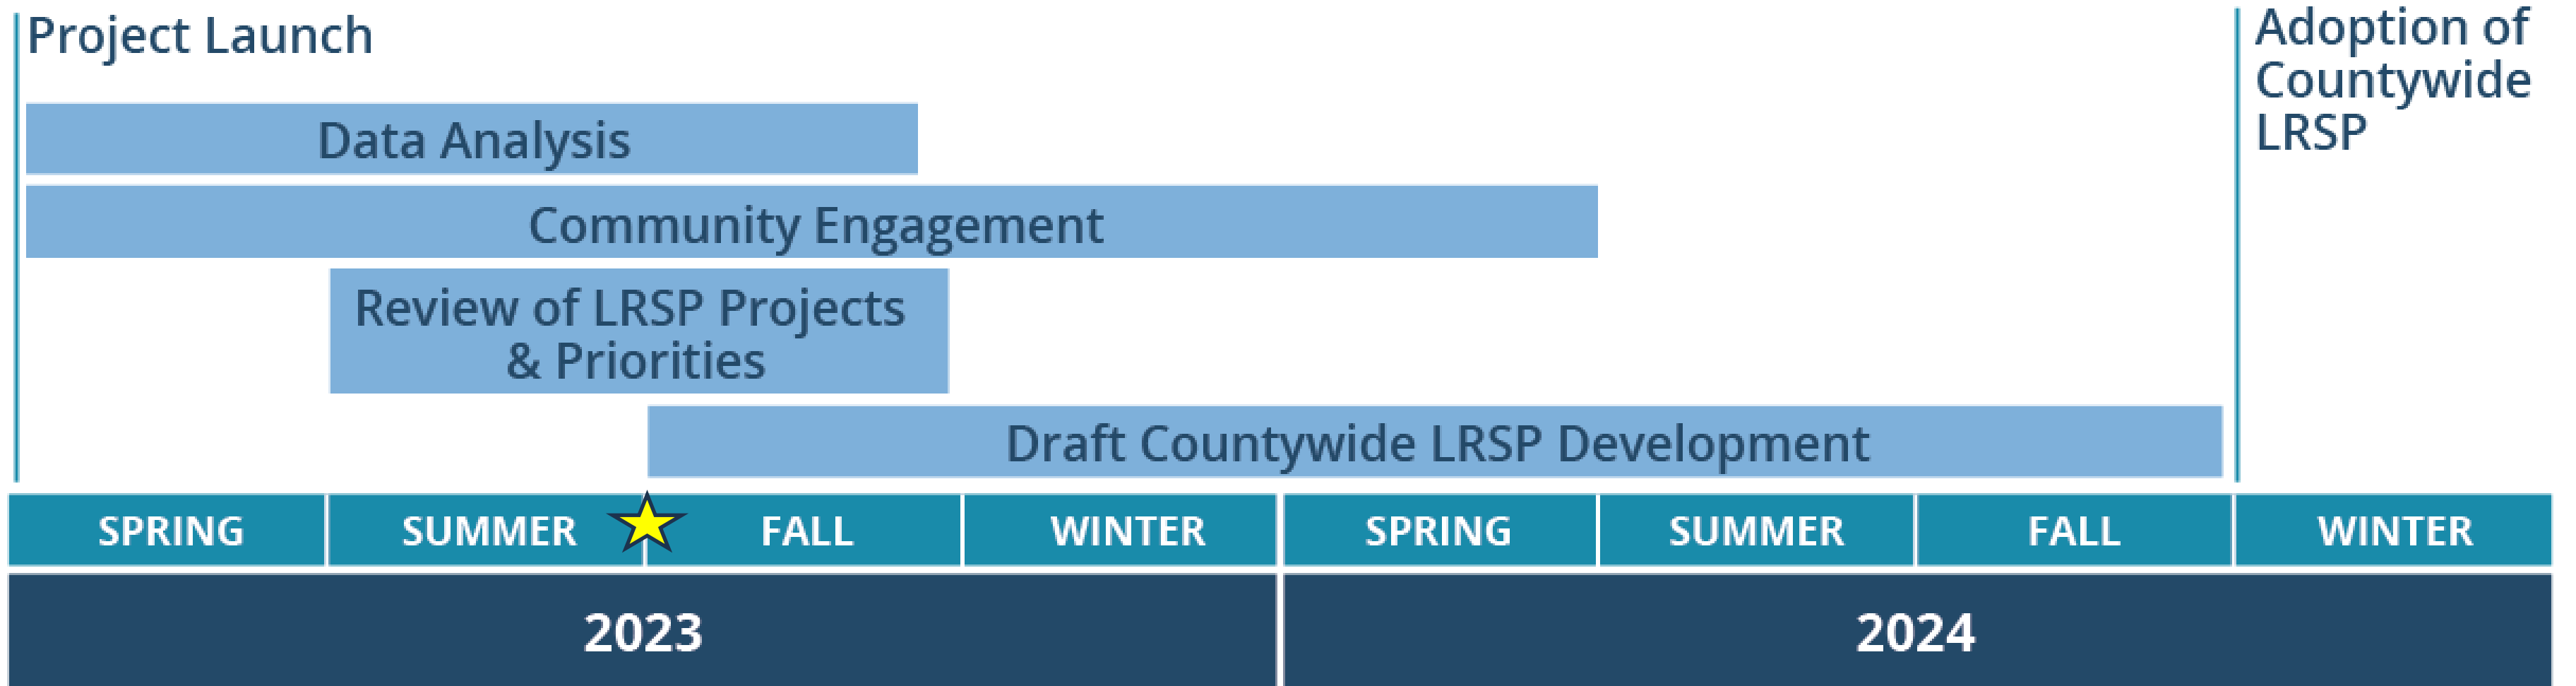 Project Launch
Adoption of
Countywide
LRSP
Data Analysis
Community Engagement
Review of LRSP Projects
& Priorities
Draft Countywide LRSP Development
SPRING SUMMER FALL WINTER SPRING SUMMER FALL WINTER
2023 2024